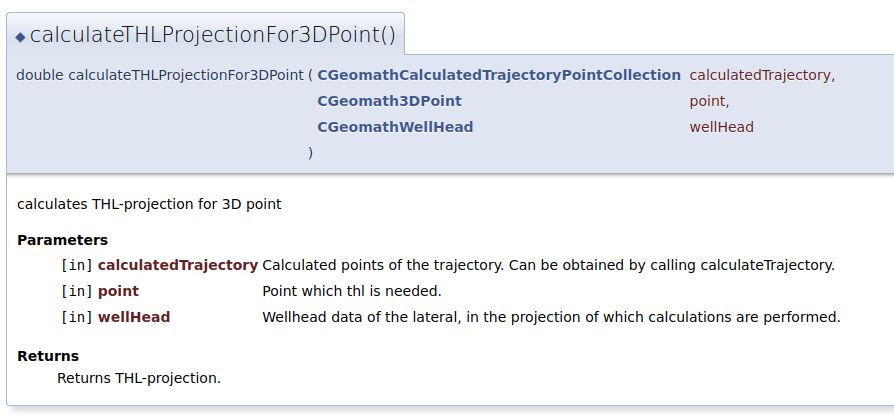 calculateTHLProjectionFor3DPoint()
double calculateTHLProjectionFor3DPoint ( CGeomathCalculatedTrajectoryPointCollection calculatedTrajectory,
CGeomath3DPoint point,
CGeomathWellHead wellHead
)
calculates THL-projection for 3D point
Parameters
[in] calculatedTrajectory Calculated points of the trajectory. Can be obtained by calling calculateTrajectory.
[in] point Point which thl is needed.
[in] wellHead Wellhead data of the lateral, in the projection of which calculations are performed.
Returns
Returns THL-projection.